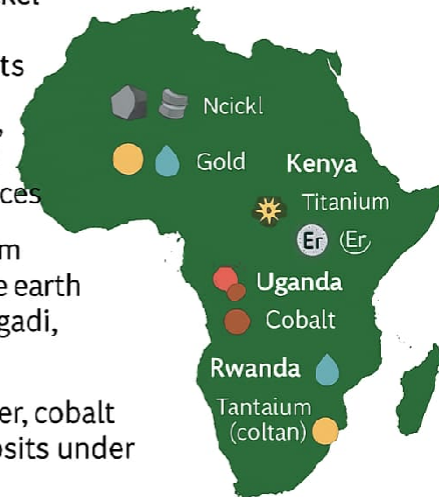 ts
,
ces
m
e earth
gadi,
er, cobalt
osits under
Ncickl
Gold
Kenya
Titanium
Er (Er
Uganda
Cobalt
Rwanda
Tantaium
(coltan)